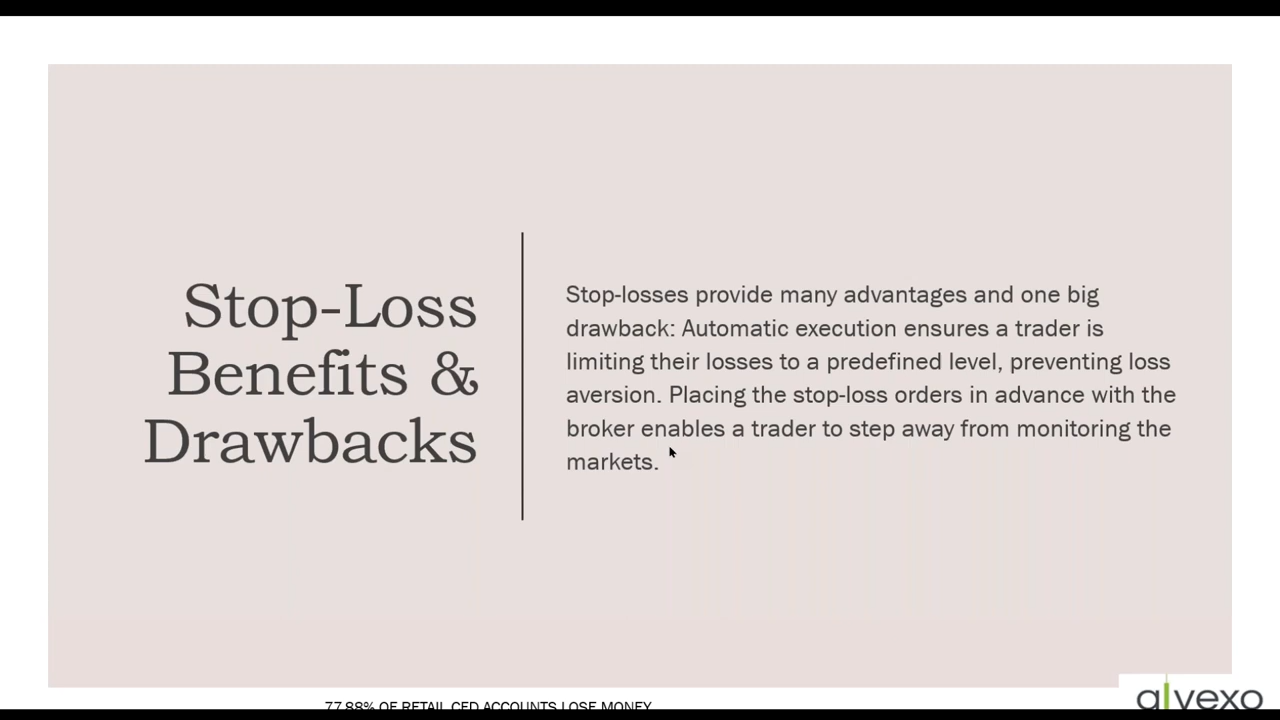 Stop-Loss
Benefits &
Drawbacks
Stop-losses provide many advantages and one big
drawback: Automatic execution ensures a trader is
limiting their losses to a predefined level, preventing loss
aversion. Placing the stop-loss orders in advance with the
broker enables a trader to step away from monitoring the
markets.
77.88% OF RETAIL CFD ACCOUNTS LOSE MONEY
alvexo